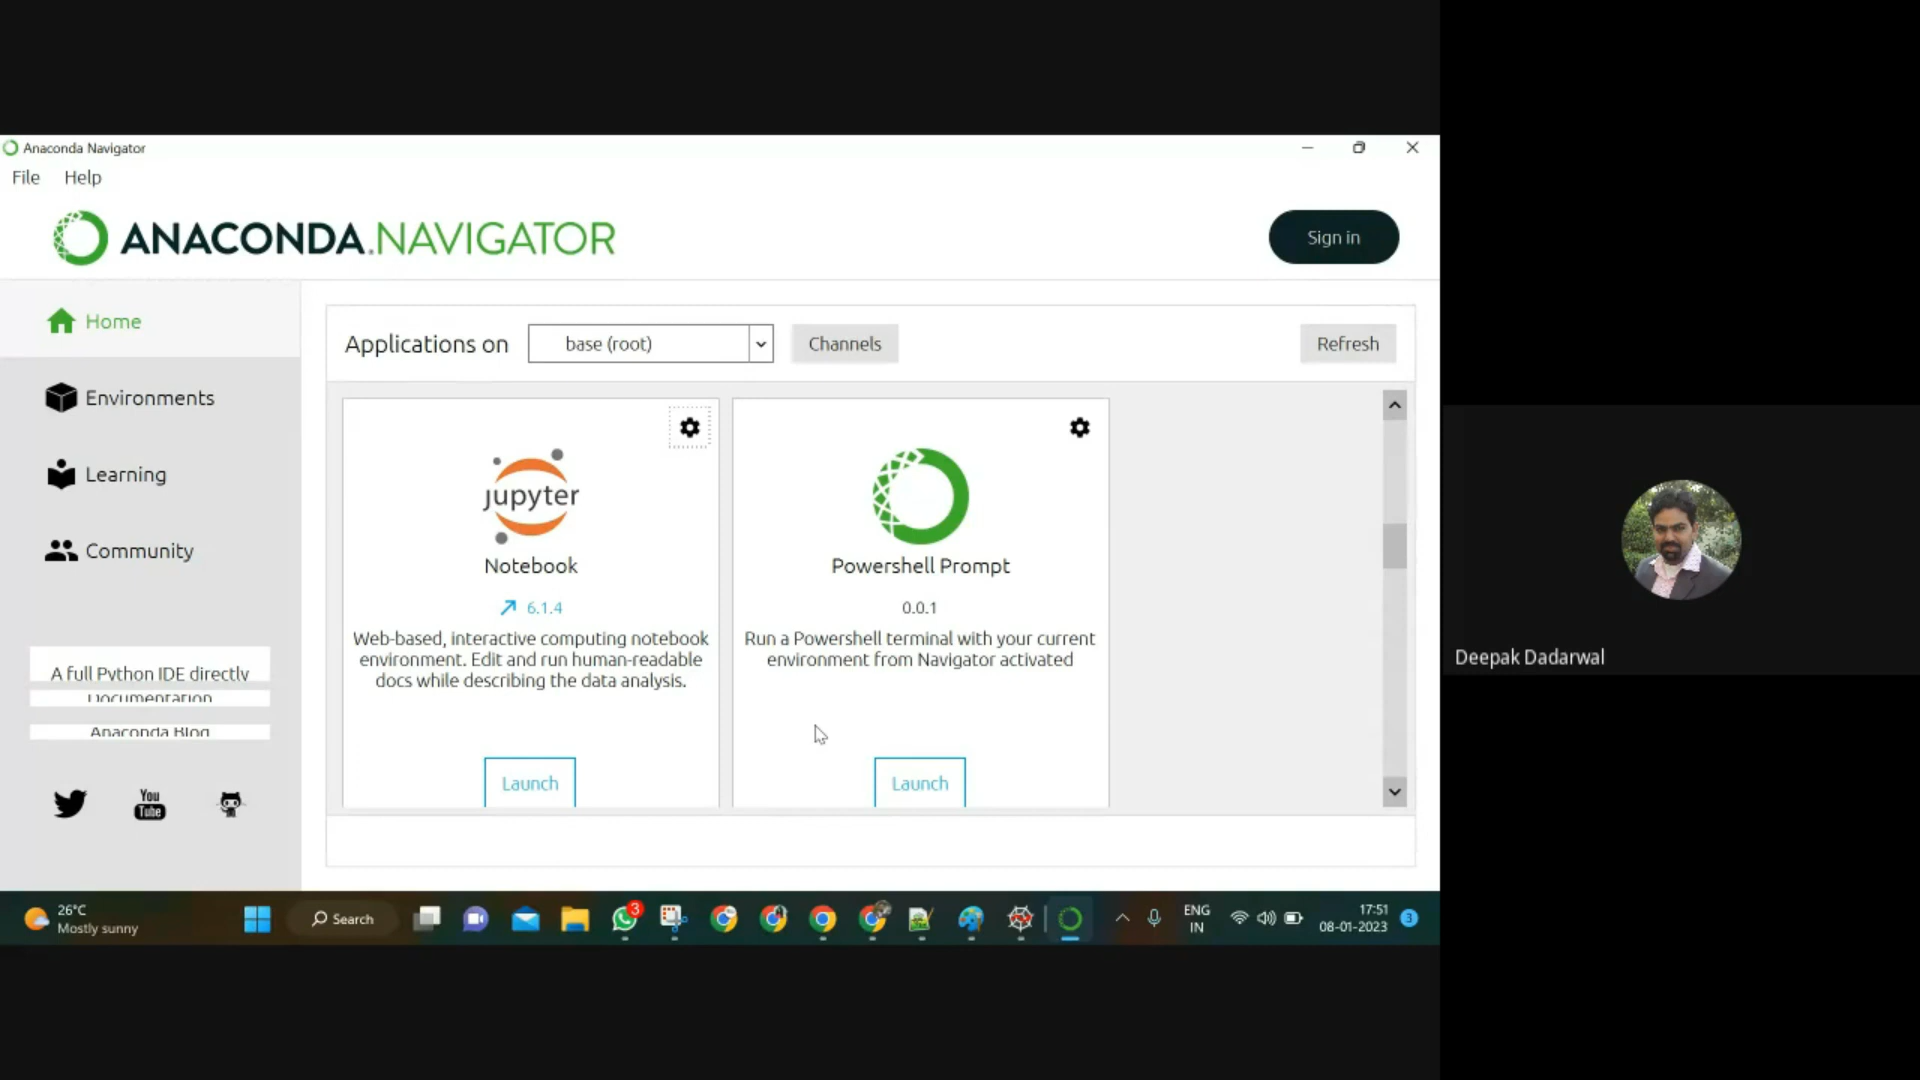 Anaconda Navigator
File Help
ANACONDA.NAVIGATOR
Sign in
Home
Environments
Learning
Community
A full Python IDE directly
Documentation
Anaconda Blog
You
Tube
Applications on base (root) Channels Refresh
jupyter
Notebook
6.1.4
Web-based, interactive computing notebook
environment. Edit and run human-readable
docs while describing the data analysis.
Launch
Powershell Prompt
0.0.1
Run a Powershell terminal with your current
environment from Navigator activated
Launch
Deepak Dadarwal
26°C
Mostly sunny
Search
3
ENG
IN
17:51
08-01-2023
3